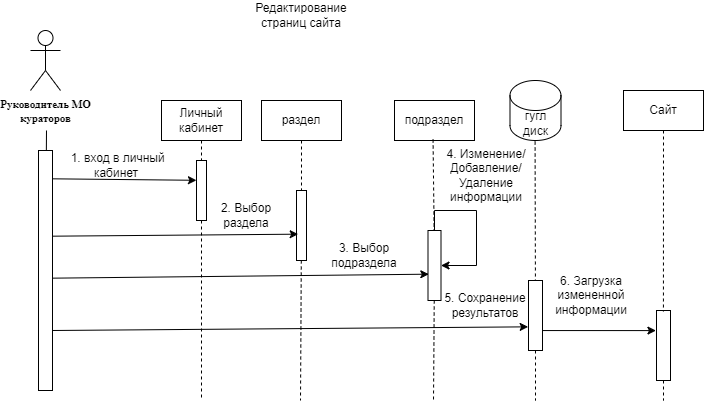 Редактирование
страниц сайта
Руководитель МО
кураторов
Личный
кабинет
раздел
подраздел
гугл
диск
Сайт
1. вход в личный
кабинет
2. Выбор
раздела
3. Выбор
подраздела
4. Изменение/
Добавление/
Удаление
информации
5. Сохранение
результатов
6. Загрузка
измененной
информации